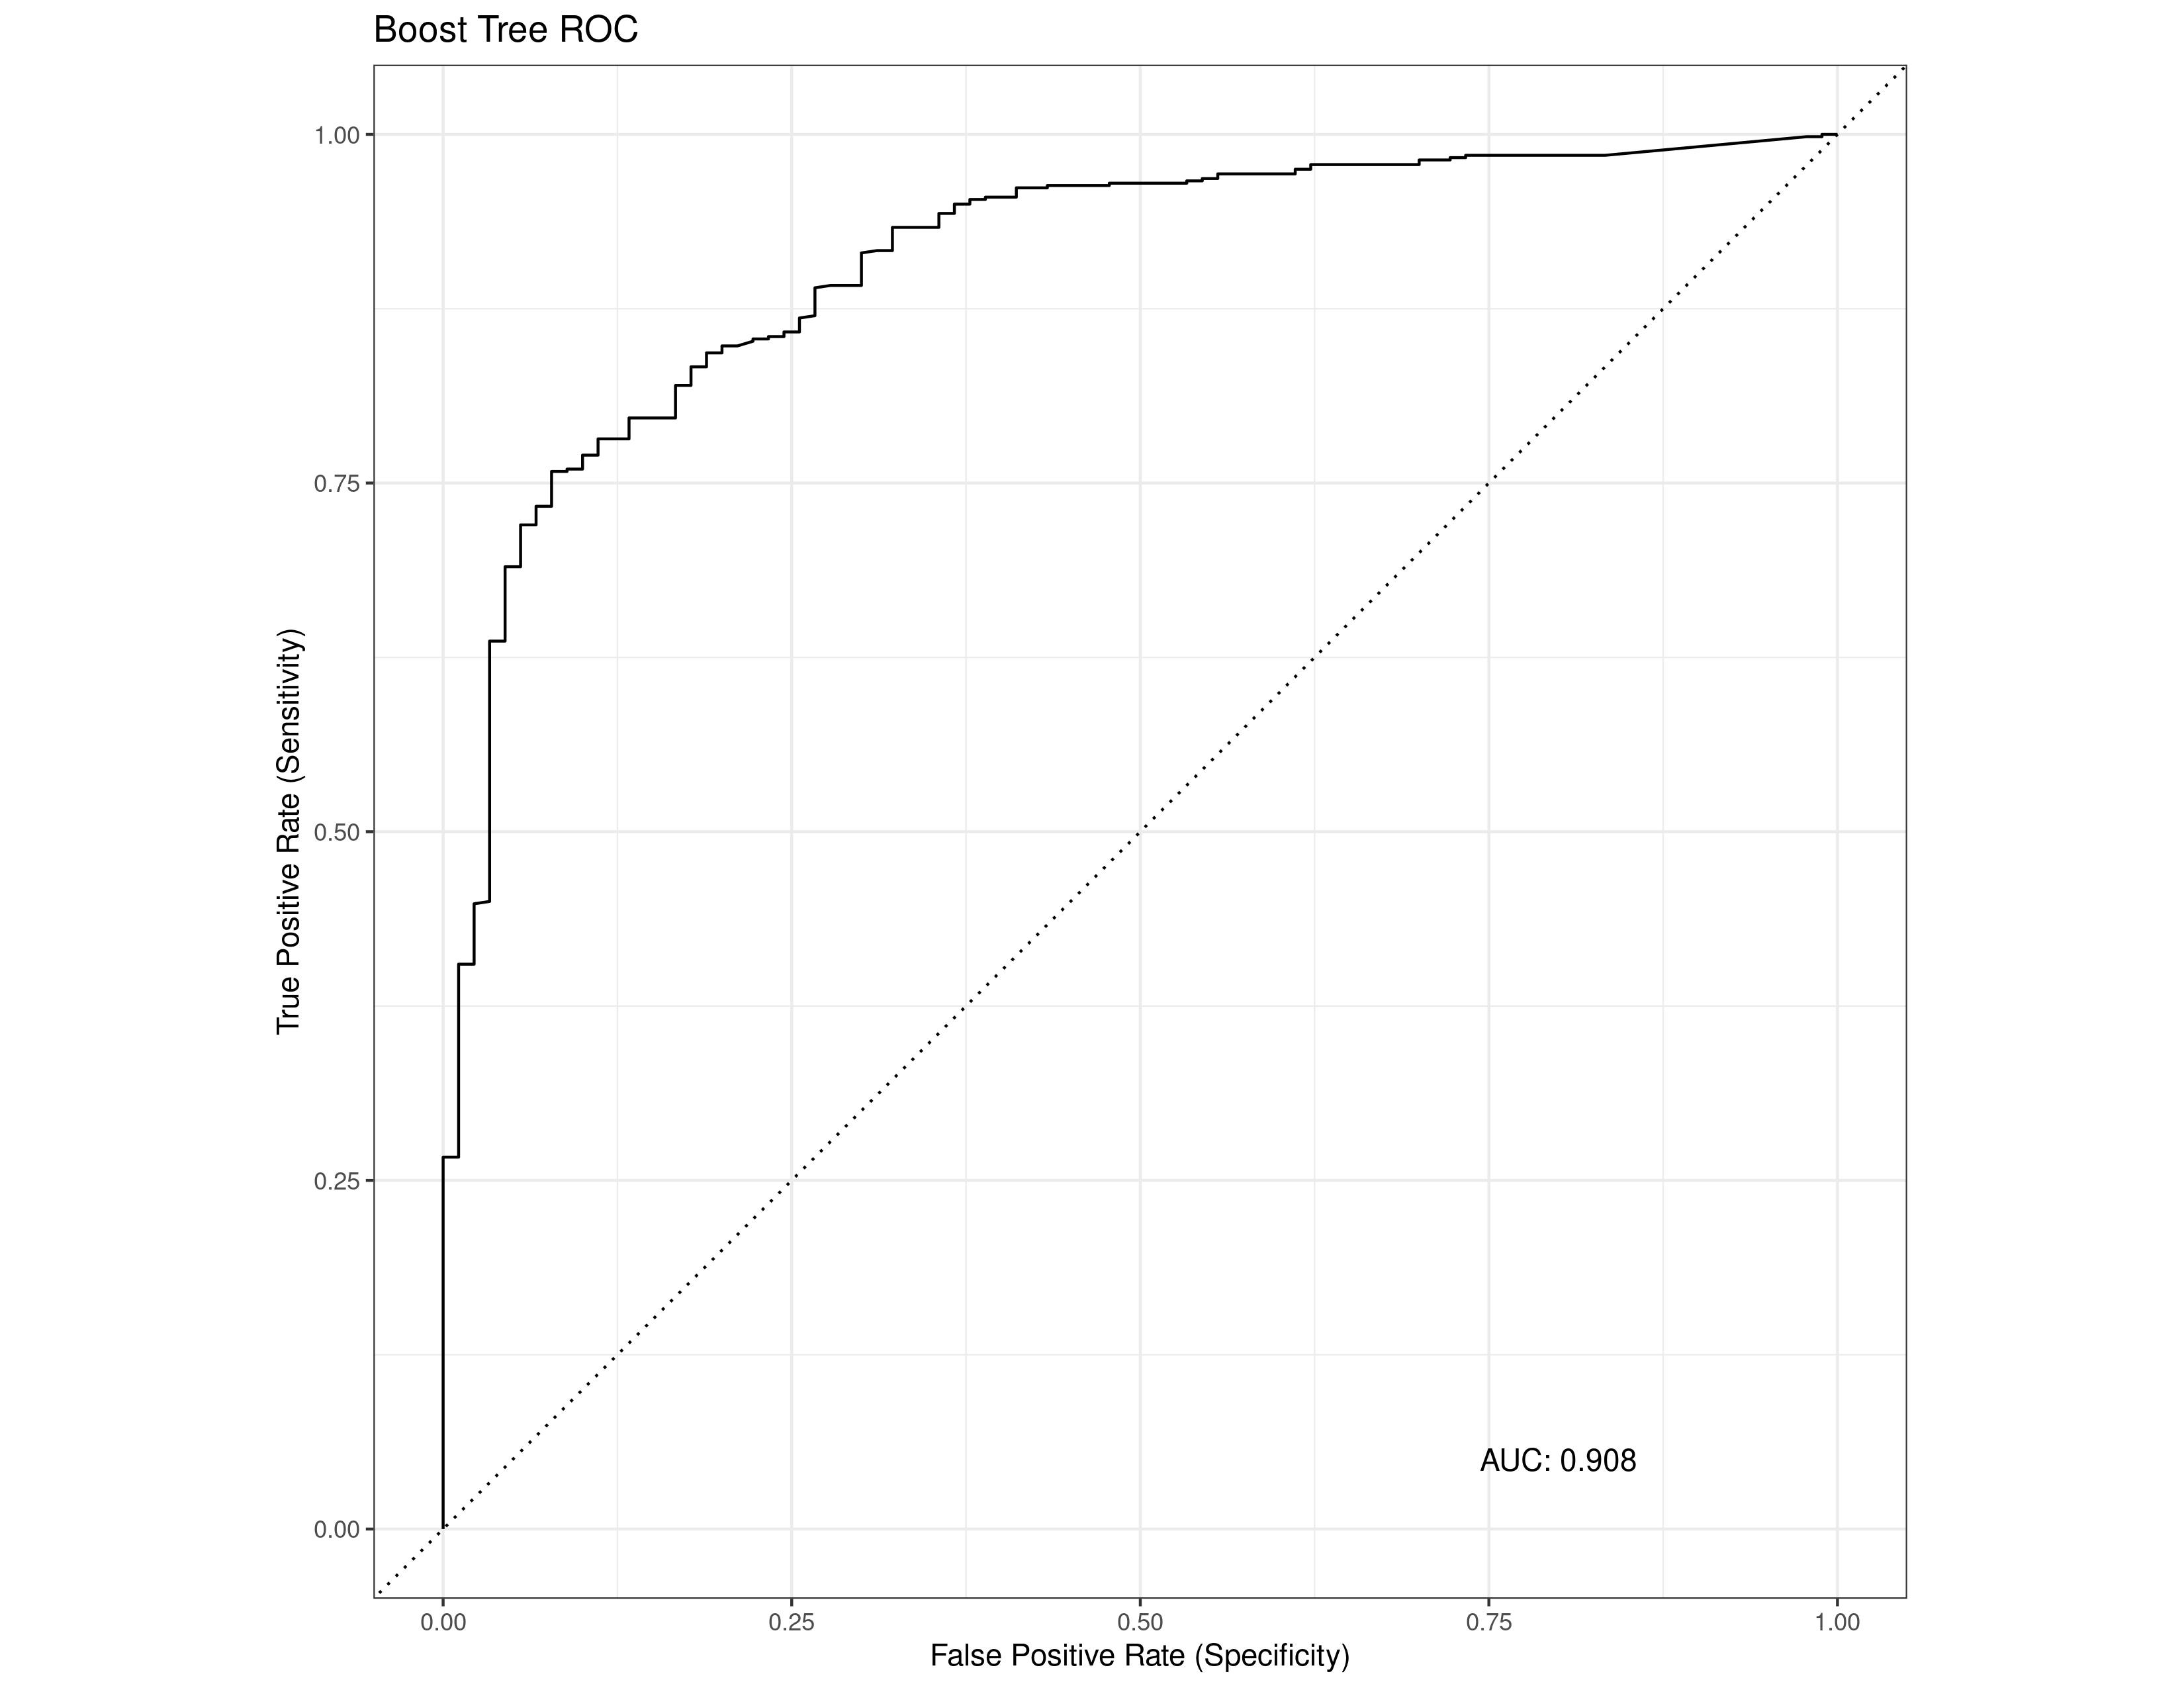 Boost Tree ROC
True Positive Rate (Sensitivity)
1.00
0.75
0.50
0.25
0.00
AUC: 0.908
0.00 0.25 0.50 0.75 1.00
False Positive Rate (Specificity)